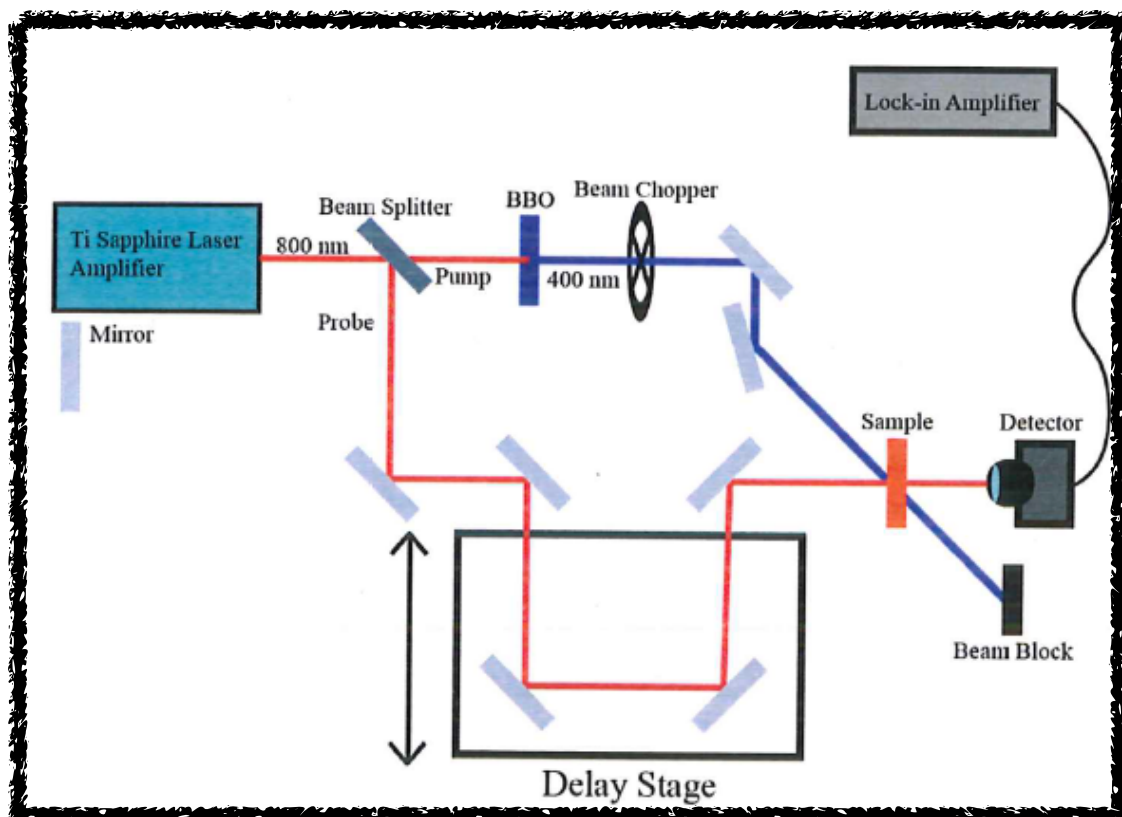 Lock-in Amplifier
Beam Chopper
BBO
Beam Splitter
Ti Sapphire Laser
Amplifier
800 nm
Pump
400 nm
Probe
Mirror
Sample
Detector
Beam Block
Delay Stage